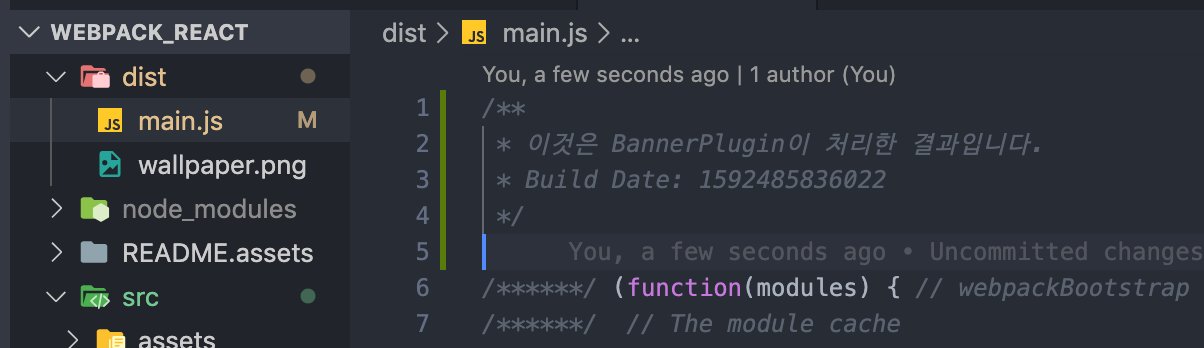 WEBPACK_REACT
dist
main.js M
wallpaper.png
node_modules
README.assets
src
assets
dist > JS main.js > ...
You, a few seconds ago | 1 author (You)
1 /**
2 * 이것은 BannerPlugin이 처리한 결과입니다.
3 * Build Date: 1592485836022
4 */
5 You, a few seconds ago • Uncommitted changes
6 /******/ (function(modules) { // webpackBootstrap
7 /******/ // The module cache